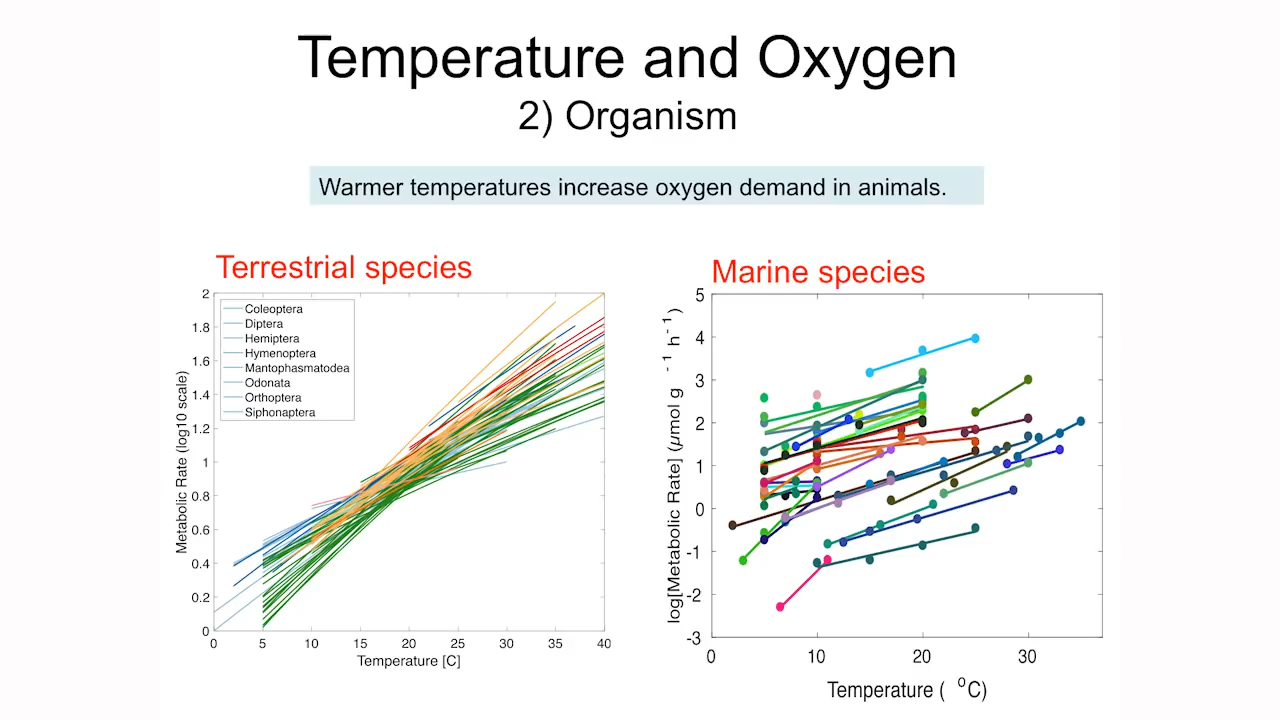 Temperature and Oxygen
2) Organism
Warmer temperatures increase oxygen demand in animals.
Terrestrial species
Metabolic Rate (log10 scale)
2
1.8
1.6
1.4
1.2
1
0.8
0.6
0.4
0.2
0
Coleoptera
Diptera
Hemiptera
Hymenoptera
Mantophasmatodea
Odonata
Orthoptera
Siphonaptera
0 5 10 15 20 25 30 35 40
Temperature [C]
Marine species
log[Metabolic Rate] (μmol g -1 h-1)
5
4
3
2
1
0
-1
-2
-3
0 10 20 30
Temperature ( oC)